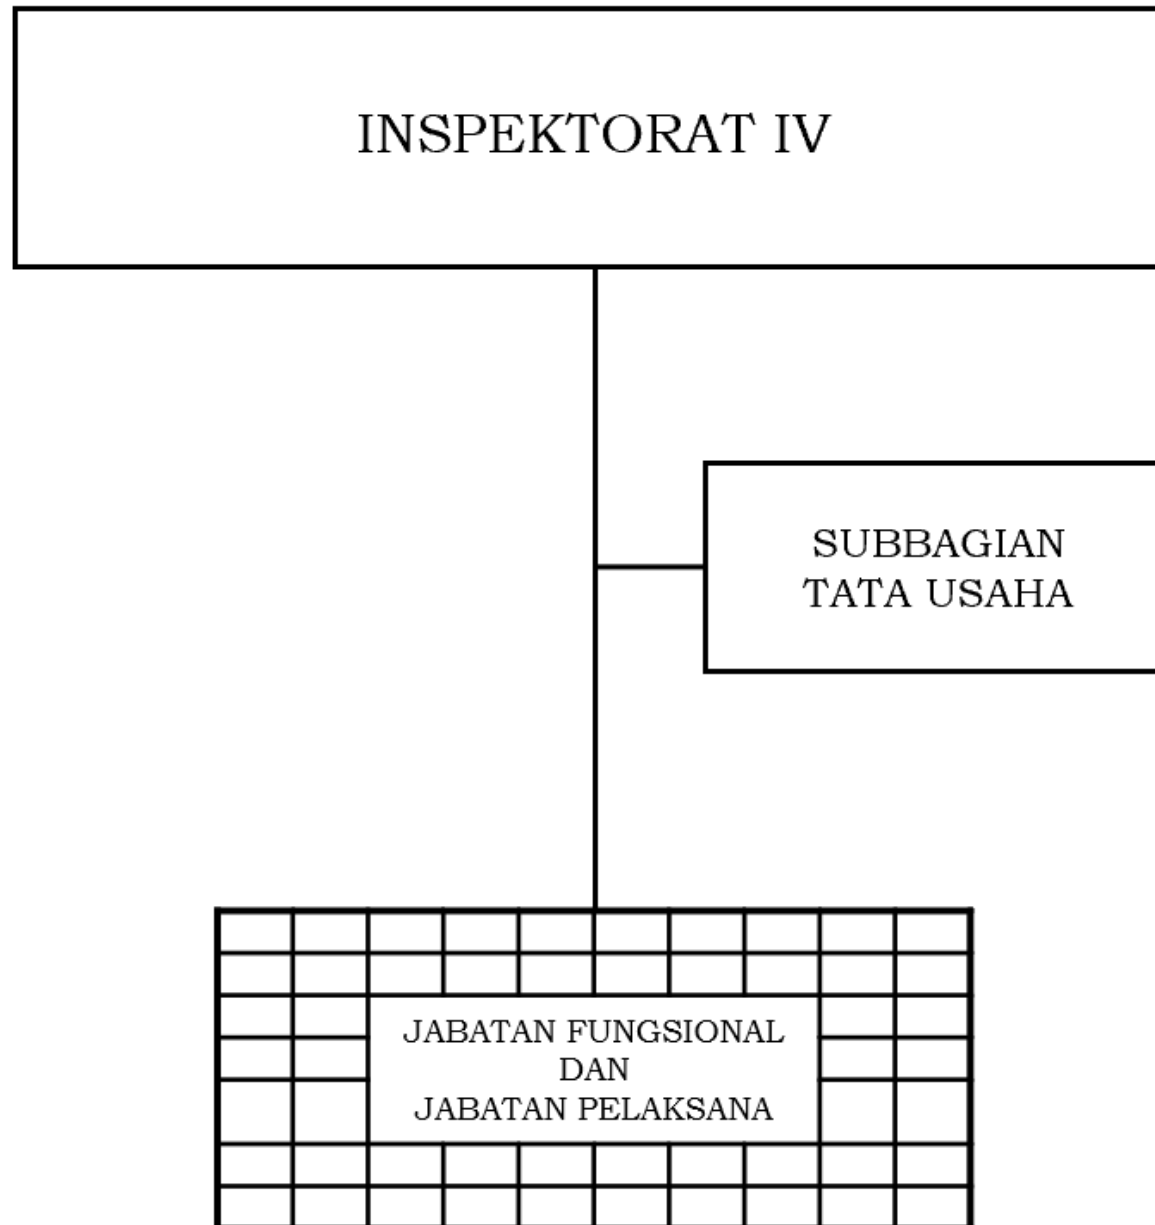 INSPEKTORAT IV
SUBBAGIAN
TATA USAHA
JABATAN FUNGSIONAL
DAN
JABATAN PELAKSANA